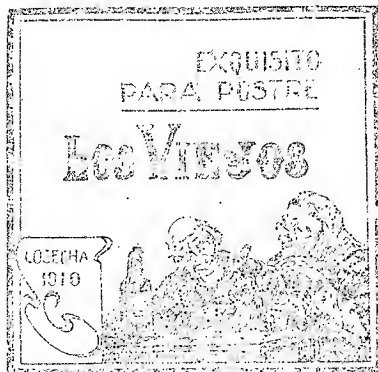 EXQUISITO
PARA POSTRE
LOS VIEJOS
COSECHA
1910